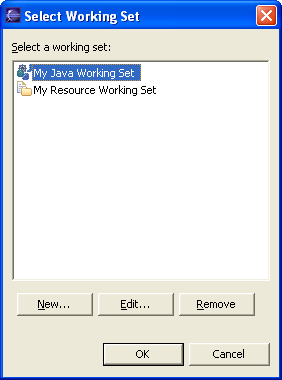 Select Working Set
Select a working set:
My Java Working Set
My Resource Working Set
New... Edit... Remove
OK Cancel